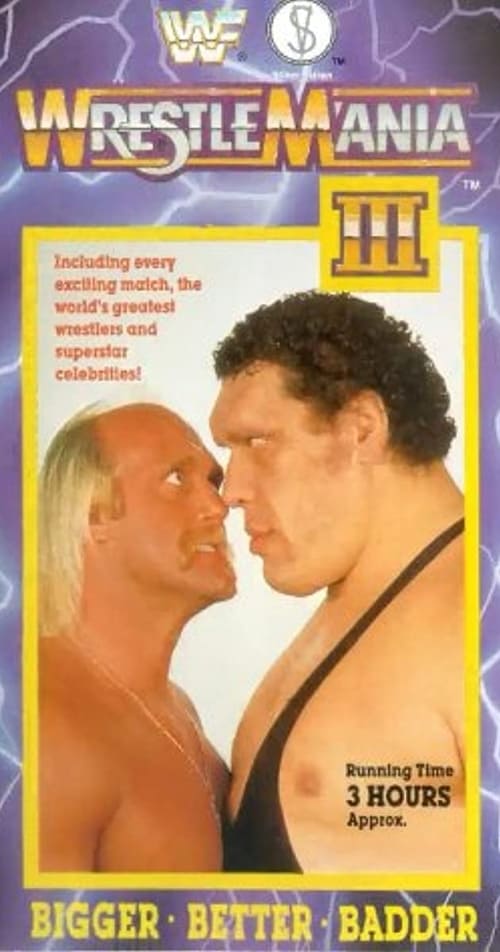 WF
S
®
TM
WRESTLEMANIA
III
TM
Including every
exciting match, the
world's greatest
wrestlers and
superstar
celebrities!
Running Time
3 HOURS
Approx.
BIGGER · BETTER · BADDER